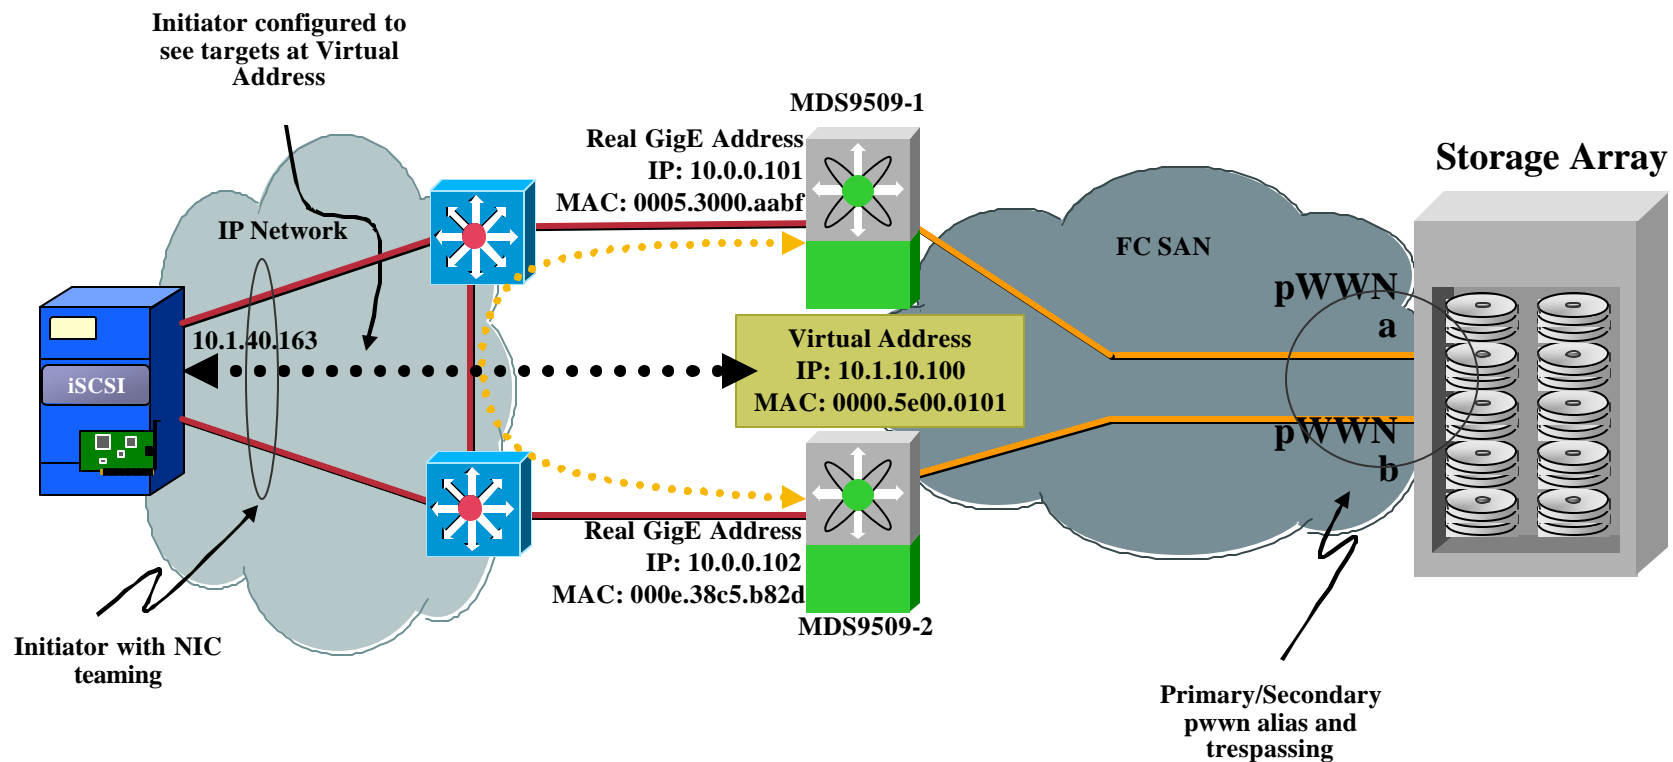 Initiator configured to
see targets at Virtual
Address
MDS9509-1
Real GigE Address
IP: 10.0.0.101
MAC: 0005.3000.aabf
Storage Array
IP Network
FC SAN
pWWN
a
10.1.40.163
iSCSI
Virtual Address
IP: 10.1.10.100
MAC: 0000.5e00.0101
pWWN
b
Real GigE Address
IP: 10.0.0.102
MAC: 000e.38c5.b82d
MDS9509-2
Initiator with NIC
teaming
Primary/Secondary
pwwn alias and
trespassing